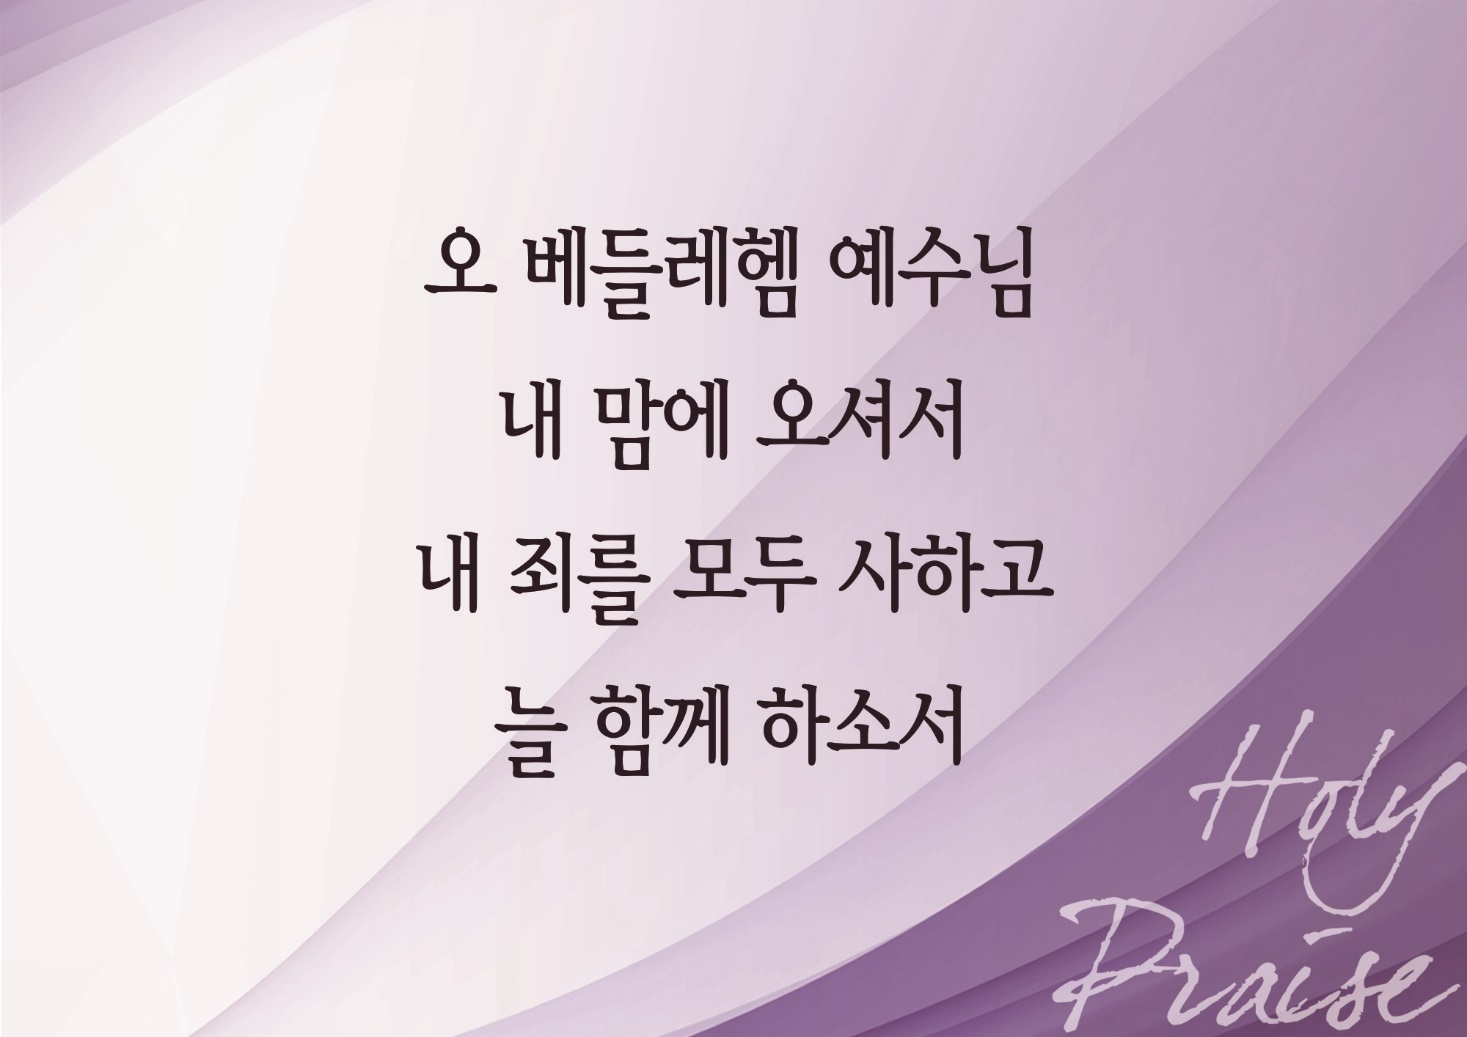 오 베들레헴 예수님
내 맘에 오셔서
내 죄를 모두 사하고
늘 함께 하소서
Holy
Praise